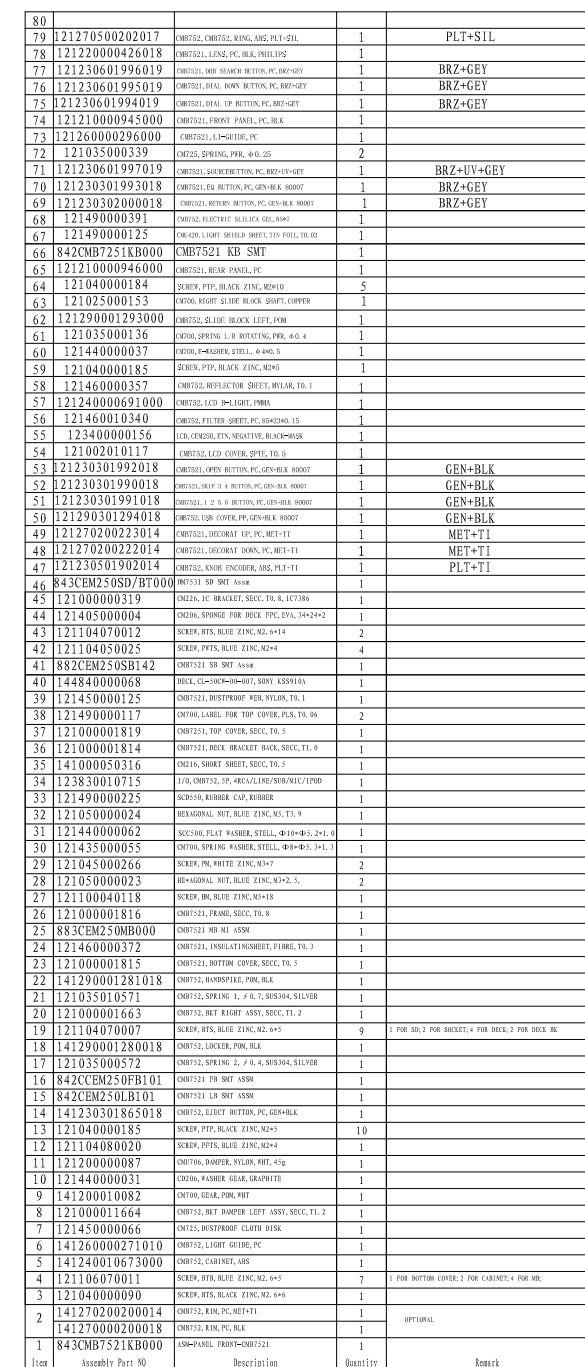 80
79 121270500202017 CMB752, CMB752, RING, ABS, PLT+SIL 1 PLT+SIL
78 121220000426018 CMB7521, LENS, PC, BLK, PHILIPS 1
77 121230601996019 CMB7521, DBB SEARCH BUTTON, PC, BRZ+GEY 1 BRZ+GEY
76 121230601995019 CMB7521, DIAL DOWN BUTTON, PC, BRZ+GEY 1 BRZ+GEY
75 121230601994019 CMB7521, DIAL UP BUTTON, PC, BRZ+GEY 1 BRZ+GEY
74 121210000945000 CMB7521, FRONT PANEL, PC, BLK 1
73 121260000296000 CMB7521, L1-GUIDE, PC 1
72 121035000339 CM725, SPRING, PWR, Φ0.25 2
71 121230601997019 CMB7521, SOURCEBUTTON, PC, BRZ+UV+GEY 1 BRZ+UV+GEY
70 121230301993018 CMB7521, EQ BUTTON, PC, GEN+BLK 80007 1 BRZ+GEY
69 121230302000018 CMB7521, RETURN BUTTON, PC, GEN+BLK 80007 1 BRZ+GEY
68 121490000391 CMB752, ELECTRIC SLILICA GEL, 85*7 1
67 121490000125 CMU420, LIGHT SHIELD SHEET, TIN FOIL, T0.03 1
66 842CMB7251KB000 CMB7521 KB SMT 1
65 121210000946000 CMB7521, REAR PANEL, PC 1
64 121040000184 SCREW, PTP, BLACK ZINC, M2*10 5
63 121025000153 CM700, RIGHT SLIDE BLOCK SHAFT, COPPER 1
62 121290001293000 CMB752, SLIDE BLOCK LEFT, POM 1
61 121035000136 CM700, SPRING L/R ROTATING, PWR, Φ0.4 1
60 121440000037 CM700, E-WASHER, STELL, Φ4*0.5 1
59 121040000185 SCREW, PTP, BLACK ZINC, M2*5 1
58 121460000357 CMB752, REFLECTOR SHEET, MYLAR, T0.1 1
57 121240000691000 CMB752, LCD B-LIGHT, PMMA 1
56 121460010340 CMB752, FILTER SHEET, PC, 85*23*0.15 1
55 123400000156 LCD, CEM250, ETN, NEGATIVE, BLACK-MASK 1
54 121002010117 CMB752, LCD COVER, SPTE, T0.5 1
53 121230301992018 CMB7521, OPEN BUTTON, PC, GEN+BLK 80007 1 GEN+BLK
52 121230301990018 CMB7521, SKIP 3 4 BUTTON, PC, GEN+BLK 80007 1 GEN+BLK
51 121230301991018 CMB7521, 1 2 5 6 BUTTON, PC, GEN+BLK 80007 1 GEN+BLK
50 121290301294018 CMB752, USB COVER, PP, GEN+BLK 80007 1 GEN+BLK
49 121270200223014 CMB7521, DECORAT UP, PC, MET+TI 1 MET+TI
48 121270200222014 CMB7521, DECORAT DOWN, PC, MET+TI 1 MET+TI
47 121230501902014 CMB752, KNOB ENCODER, ABS, PLT+TI 1 PLT+TI
46 843CEM250SD/BT000 DM7531 SD SMT Assm 1
45 121000000319 CM226, IC BRACKET, SECC, T0.8, IC7386 1
44 121405000004 CM206, SPONGE FOR DECK FPC, EVA, 34*24*2 1
43 121104070012 SCREW, BTS, BLUE ZINC, M2.6*14 2
42 121104050025 SCREW, PWTS, BLUE ZINC, M2*4 4
41 882CEM250SB142 CMB7521 SB SMT Assm 1
40 144840000068 DECK, CL-50CW-00-007, SONY KSS910A 1
39 121450000125 CMB7521, DUSTPROOF WEB, NYLON, T0.1 1
38 121490000117 CM700, LABEL FOR TOP COVER, PLS, T0.06 2
37 121000001819 CMB7251, TOP COVER, SECC, T0.5 1
36 121000001814 CMB7521, DECK BRACKET BACK, SECC, T1.0 1
35 141000050316 CM216, SHORT SHEET, SECC, T0.5 1
34 123830010715 I/O, CMB752, 5P, 4RCA/LINE/SUB/MIC/IPOD 1
33 121490000225 SCD550, RUBBER CAP, RUBBER 1
32 121050000024 HEXAGONAL NUT, BLUE ZINC, M5, T3.9 1
31 121440000062 SCC500, FLAT WASHER, STELL, Φ10*Φ5.2*1.0 1
30 121435000055 CM700, SPRING WASHER, STELL, Φ8*Φ5.3*1.3 1
29 121045000266 SCREW, PM, WHITE ZINC, M3*7 2
28 121050000023 HE*AGONAL NUT, BLUE ZINC, M3*2.5, 2
27 121100040118 SCREW, HM, BLUE ZINC, M5*18 1
26 121000001816 CMB7521, FRAME, SECC, T0.8 1
25 883CEM250MB000 CMB7521 MB MI ASSM 1
24 121460000372 CMB7521, INSULATINGSHEET, FIBRE, T0.3 1
23 121000001815 CMB7521, BOTTOM COVER, SECC, T0.5 1
22 141290001281018 CMB752, HANDSPIKE, POM, BLK 1
21 121035010571 CMB752, SPRING 1, ≠0.7, SUS304, SILVER 1
20 121000001663 CMB752, BKT RIGHT ASSY, SECC, T1.2 1
19 121104070007 SCREW, BTS, BLUE ZINC, M2.6*5 9 1 FOR SD; 2 FOR SOCKET; 4 FOR DECK; 2 FOR DECK BK
18 141290001280018 CMB752, LOCKER, POM, BLK 1
17 121035000572 CMB752, SPRING 2, ≠0.4, SUS304, SILVER 1
16 842CCEM250FB101 CMB7521 FB SMT ASSM 1
15 842CEM250LB101 CMB7521 LB SMT ASSM 1
14 141230301865018 CMB752, EJECT BUTTON, PC, GEN+BLK 1
13 121040000185 SCREW, PTP, BLACK ZINC, M2*5 10
12 121104080020 SCREW, PFTS, BLUE ZINC, M2*4 1
11 121200000087 CMU706, DAMPER, NYLON, WHT, 45g 1
10 121440000031 CD206, WASHER GEAR, GRAPHITE 1
9 141200010082 CM700, GEAR, POM, WHT 1
8 121000011664 CMB752, BKT DAMPER LEFT ASSY, SECC, T1.2 1
7 121450000066 CM725, DUSTPROOF CLOTH DISK 1
6 141260000271010 CMB752, LIGHT GUIDE, PC 1
5 141240010673000 CMB752, CABINET, ABS 1
4 121106070011 SCREW, BTB, BLUE ZINC, M2.6*5 7 1 FOR BOTTOM COVER; 2 FOR CABINET; 4 FOR MB;
3 121040000090 SCREW, BTS, BLACK ZINC, M2.6*6 1
2 141270200200014 CMB752, RIM, PC, MET+TI 1 OPTIONAL
141270000200018 CMB752, RIM, PC, BLK 1
1 843CMB7521KB000 ASM-PANEL FRONT-CMB7521 1
Item Assembly Part NO Description Quantity Remark